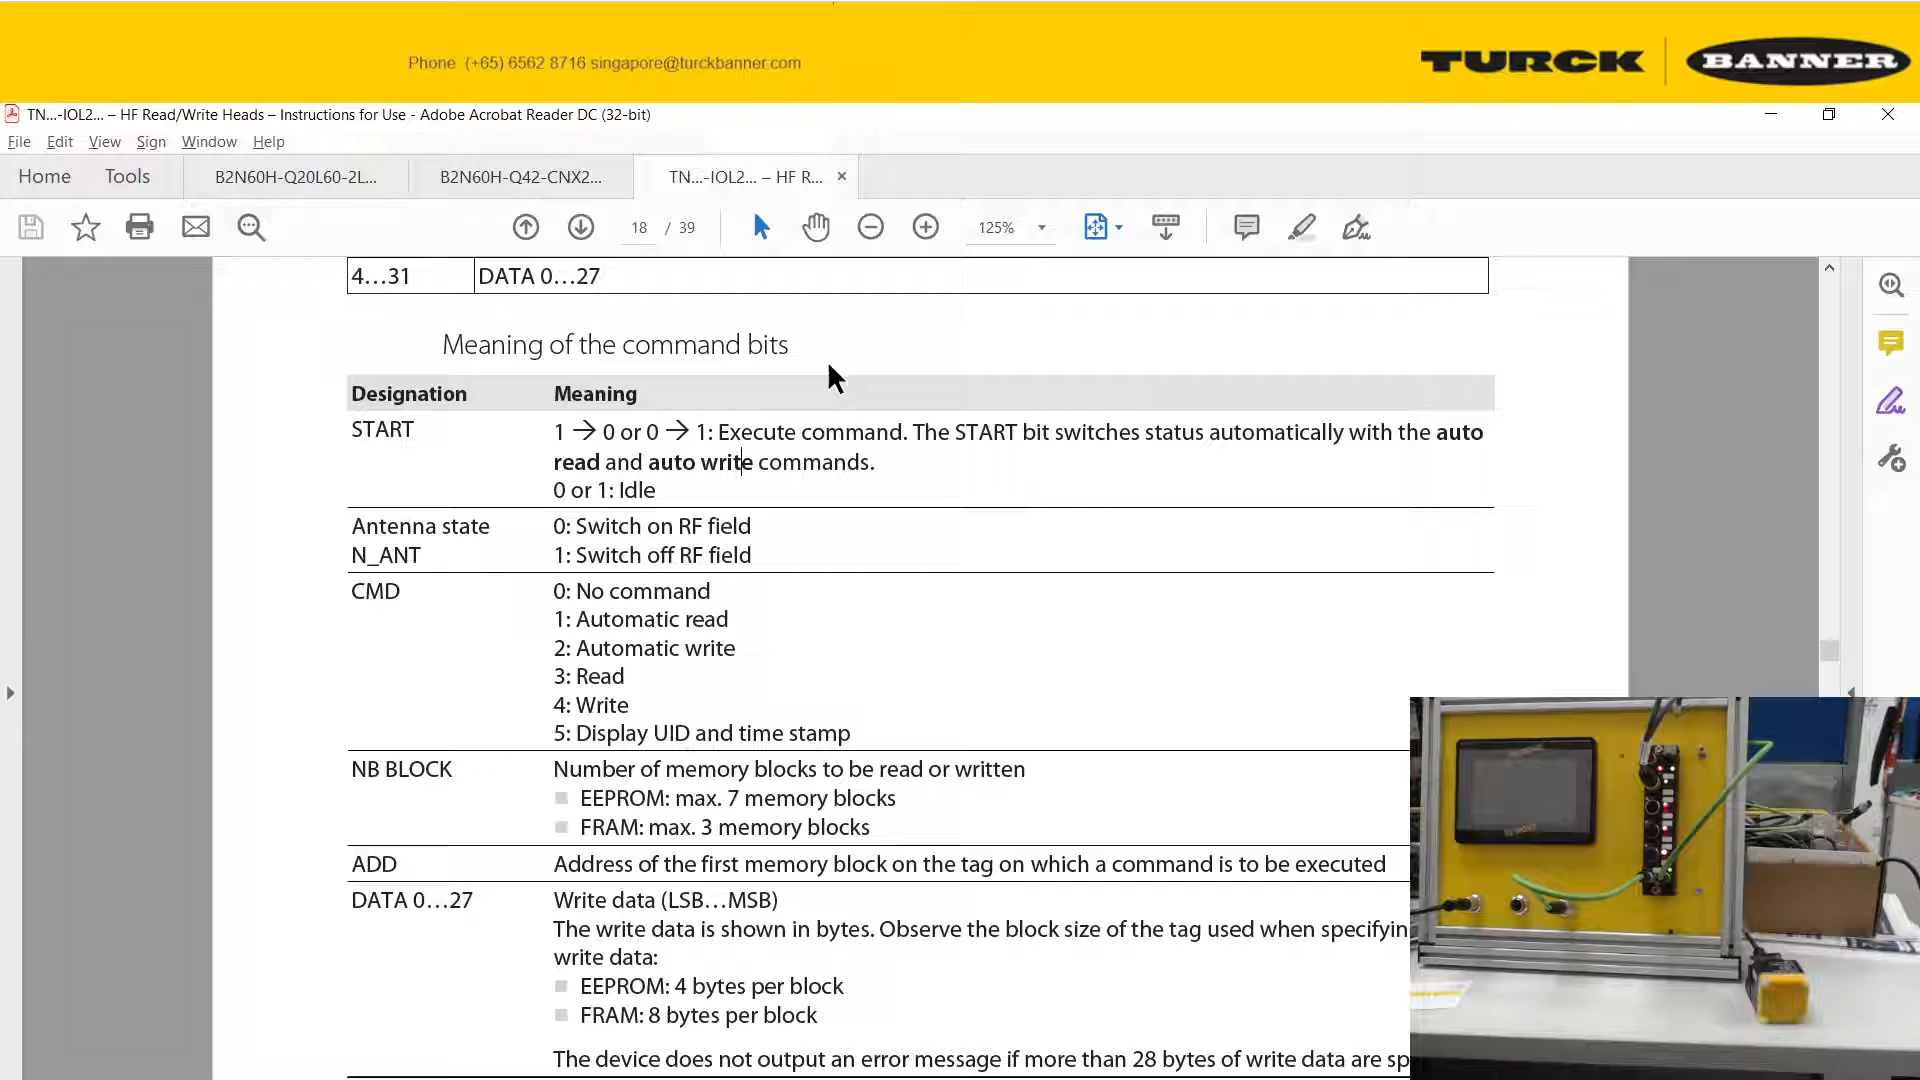 Phone (+65) 6562 8716 singapore@turckbanner.com
TURCK
BANNER
TN...-IOL2... – HF Read/Write Heads – Instructions for Use - Adobe Acrobat Reader DC (32-bit)
File Edit View Sign Window Help
Home Tools B2N60H-Q20L60-2L... B2N60H-Q42-CNX2... TN...-IOL2... – HF R... ×
18 / 39 125%
4…31 DATA 0…27
Meaning of the command bits
Designation Meaning
START 1 → 0 or 0 → 1: Execute command. The START bit switches status automatically with the auto
read and auto write commands.
0 or 1: Idle
Antenna state 0: Switch on RF field
N_ANT 1: Switch off RF field
CMD 0: No command
1: Automatic read
2: Automatic write
3: Read
4: Write
5: Display UID and time stamp
NB BLOCK Number of memory blocks to be read or written
EEPROM: max. 7 memory blocks
FRAM: max. 3 memory blocks
ADD Address of the first memory block on the tag on which a command is to be executed
DATA 0…27 Write data (LSB…MSB)
The write data is shown in bytes. Observe the block size of the tag used when specifyin
write data:
EEPROM: 4 bytes per block
FRAM: 8 bytes per block
The device does not output an error message if more than 28 bytes of write data are sp